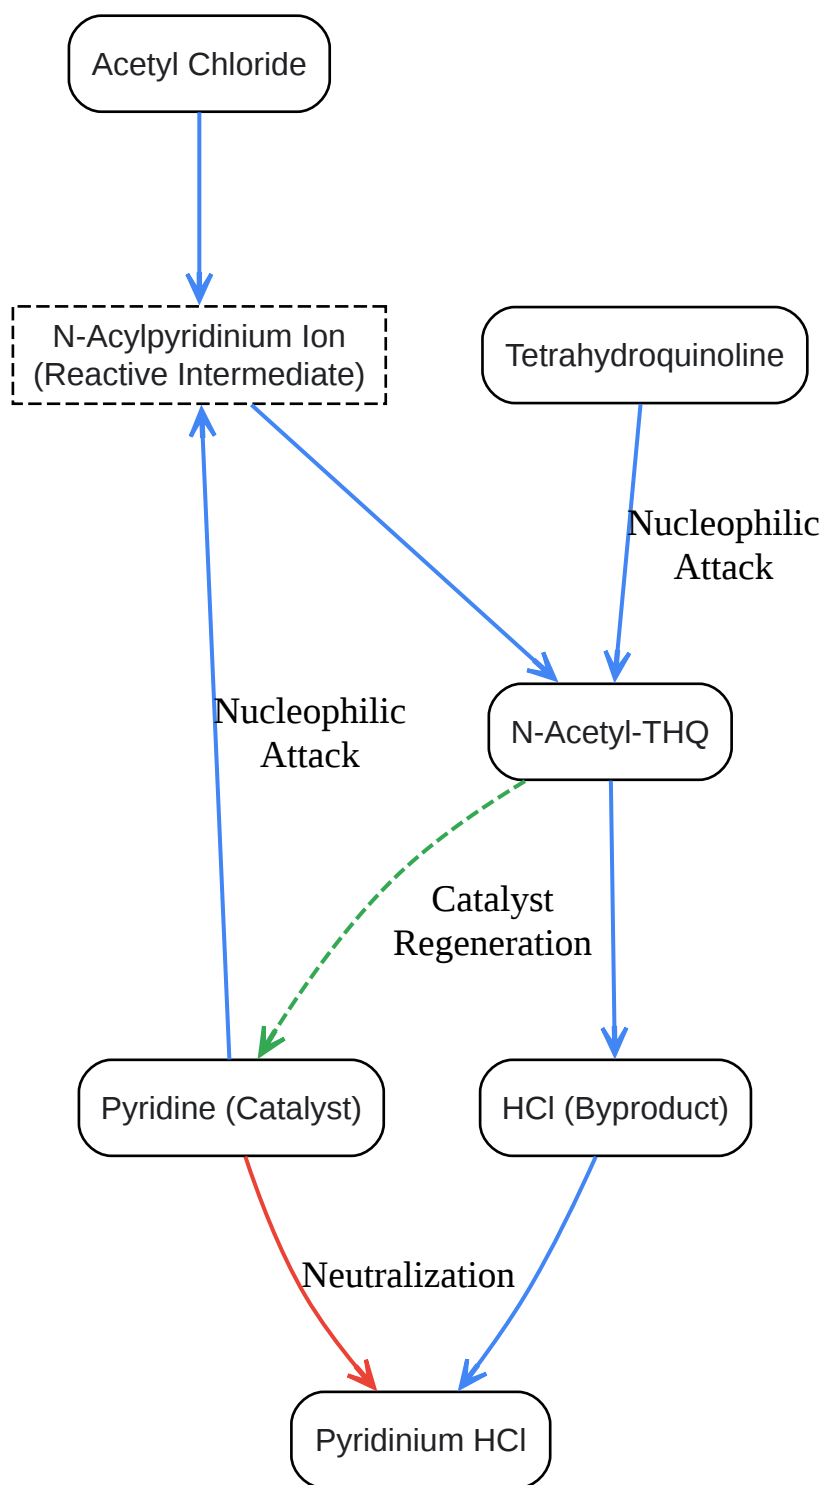 Acetyl Chloride
N-Acylpyridinium Ion
(Reactive Intermediate)
Tetrahydroquinoline
Nucleophilic
Attack
Nucleophilic
Attack
N-Acetyl-THQ
Catalyst
Regeneration
Pyridine (Catalyst)
HCl (Byproduct)
Neutralization
Pyridinium HCl